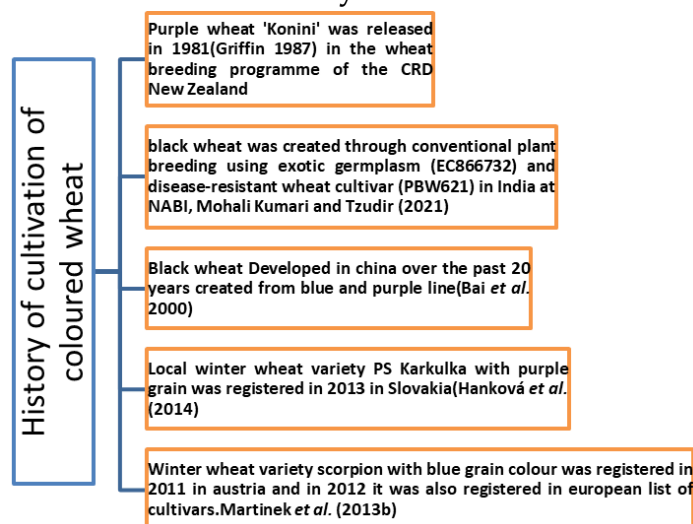 History of cultivation of
coloured wheat
Purple wheat 'Konini' was released
in 1981(Griffin 1987) in the wheat
breeding programme of the CRD
New Zealand
black wheat was created through conventional plant
breeding using exotic germplasm (EC866732) and
disease-resistant wheat cultivar (PBW621) in India at
NABI, Mohali Kumari and Tzudir (2021)
Black wheat Developed in china over the past 20
years created from blue and purple line(Bai et al.
2000)
Local winter wheat variety PS Karkulka with purple
grain was registered in 2013 in Slovakia(Hanková et al.
(2014)
Winter wheat variety scorpion with blue grain colour was registered in
2011 in austria and in 2012 it was also registered in european list of
cultivars.Martinek et al. (2013b)